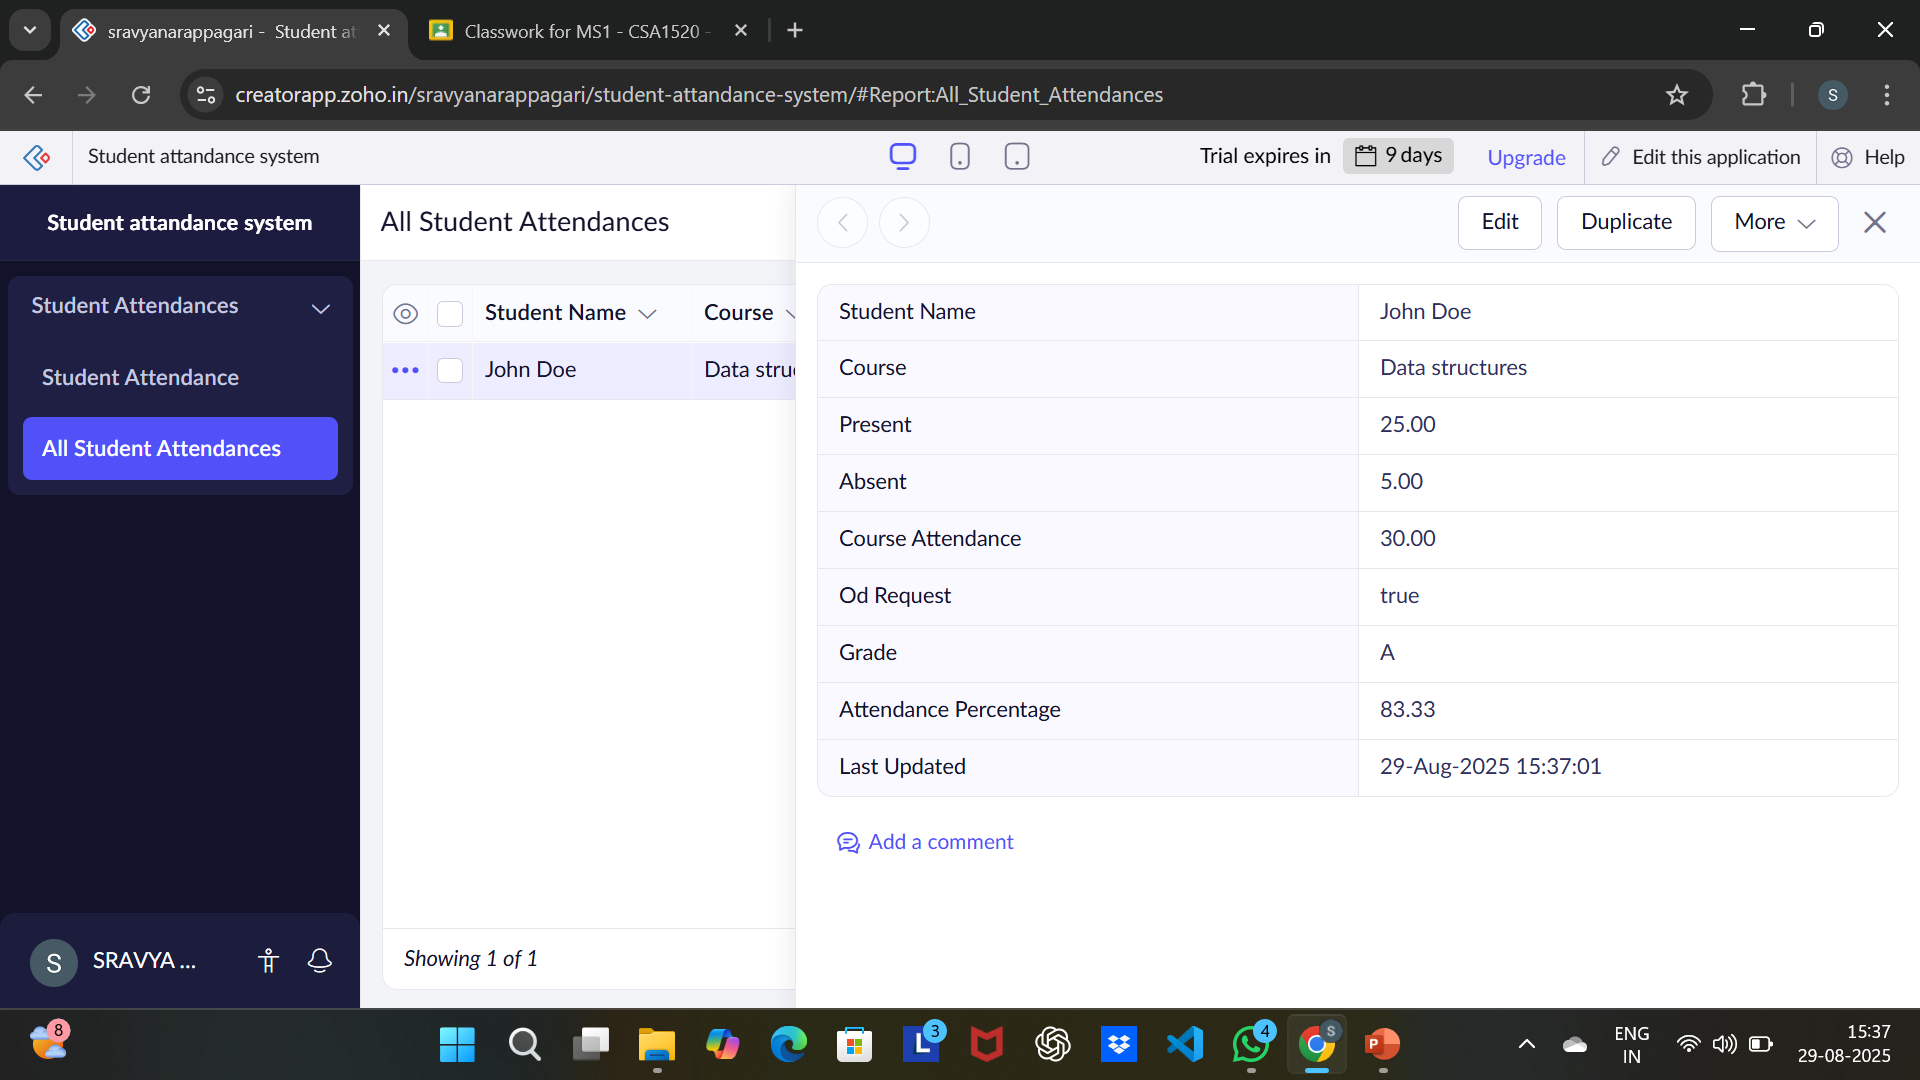 sravyanarappagari - Student at
Classwork for MS1 - CSA1520 -
creatorapp.zoho.in/sravyanarappagari/student-attandance-system/#Report:All_Student_Attendances
S
Student attandance system
Trial expires in 9 days
Upgrade
Edit this application
Help
Student attandance system
Student Attendances
Student Attendance
All Student Attendances
SRAVYA ...
S
All Student Attendances
Student Name Course
John Doe Data stru
Showing 1 of 1
Edit Duplicate More
Student Name John Doe
Course Data structures
Present 25.00
Absent 5.00
Course Attendance 30.00
Od Request true
Grade A
Attendance Percentage 83.33
Last Updated 29-Aug-2025 15:37:01
Add a comment
8
L 3
4
S
P
ENG
IN
15:37
29-08-2025